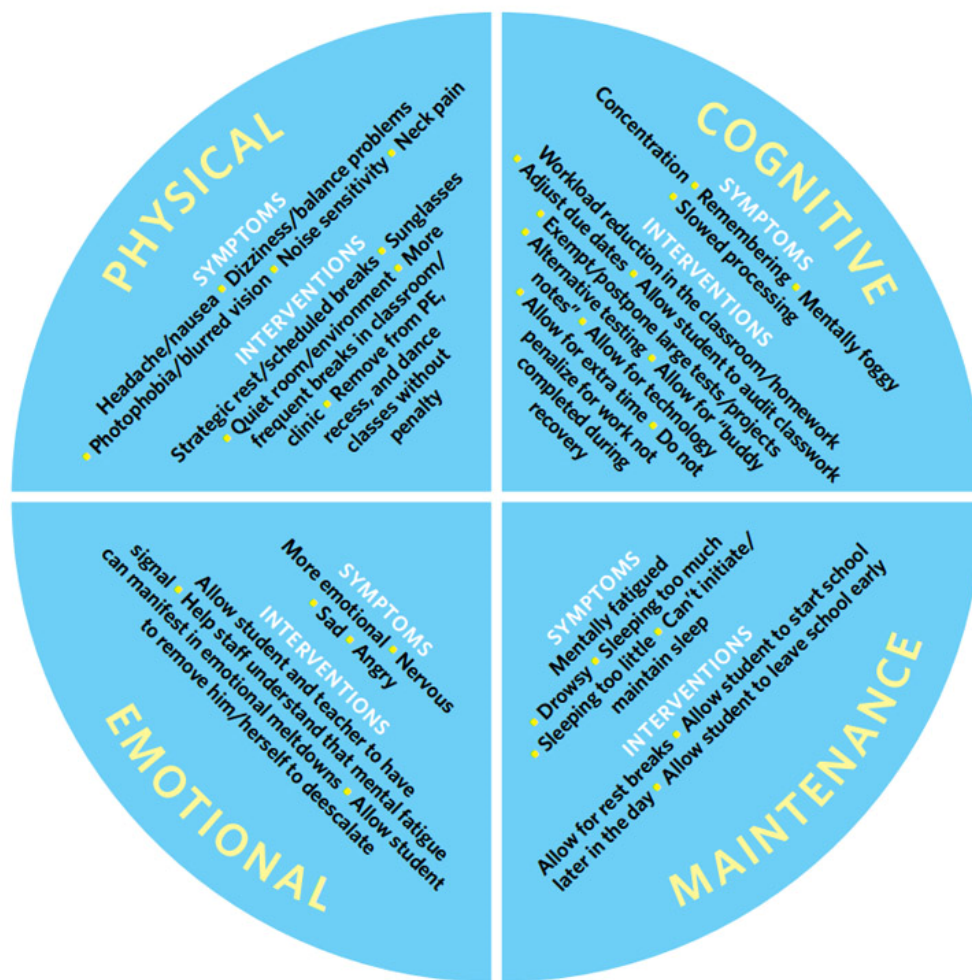 PHYSICAL
SYMPTOMS
Headache/nausea ▪ Dizziness/balance problems
▪ Photophobia/blurred vision ▪ Noise sensitivity ▪ Neck pain
INTERVENTIONS
Strategic rest/scheduled breaks ▪ Sunglasses
▪ Quiet room/environment ▪ More
frequent breaks in classroom/
clinic ▪ Remove from PE,
recess, and dance
classes without
penalty
COGNITIVE
SYMPTOMS
Concentration ▪ Remembering ▪ Mentally foggy
▪ Slowed processing
INTERVENTIONS
Workload reduction in the classroom/homework
▪ Adjust due dates ▪ Allow student to audit classwork
▪ Exempt/postpone large tests/projects
▪ Alternative testing ▪ Allow for “buddy
notes” ▪ Allow for technology
▪ Allow for extra time ▪ Do not
penalize for work not
completed during
recovery
EMOTIONAL
SYMPTOMS
More emotional ▪ Nervous
▪ Sad ▪ Angry
INTERVENTIONS
Allow student and teacher to have
signal ▪ Help staff understand that mental fatigue
can manifest in emotional meltdowns ▪ Allow student
to remove him/herself to deescalate
MAINTENANCE
SYMPTOMS
Mentally fatigued
▪ Drowsy ▪ Sleeping too much
▪ Sleeping too little ▪ Can’t initiate/
maintain sleep
INTERVENTIONS
Allow for rest breaks ▪ Allow student to start school
later in the day ▪ Allow student to leave school early